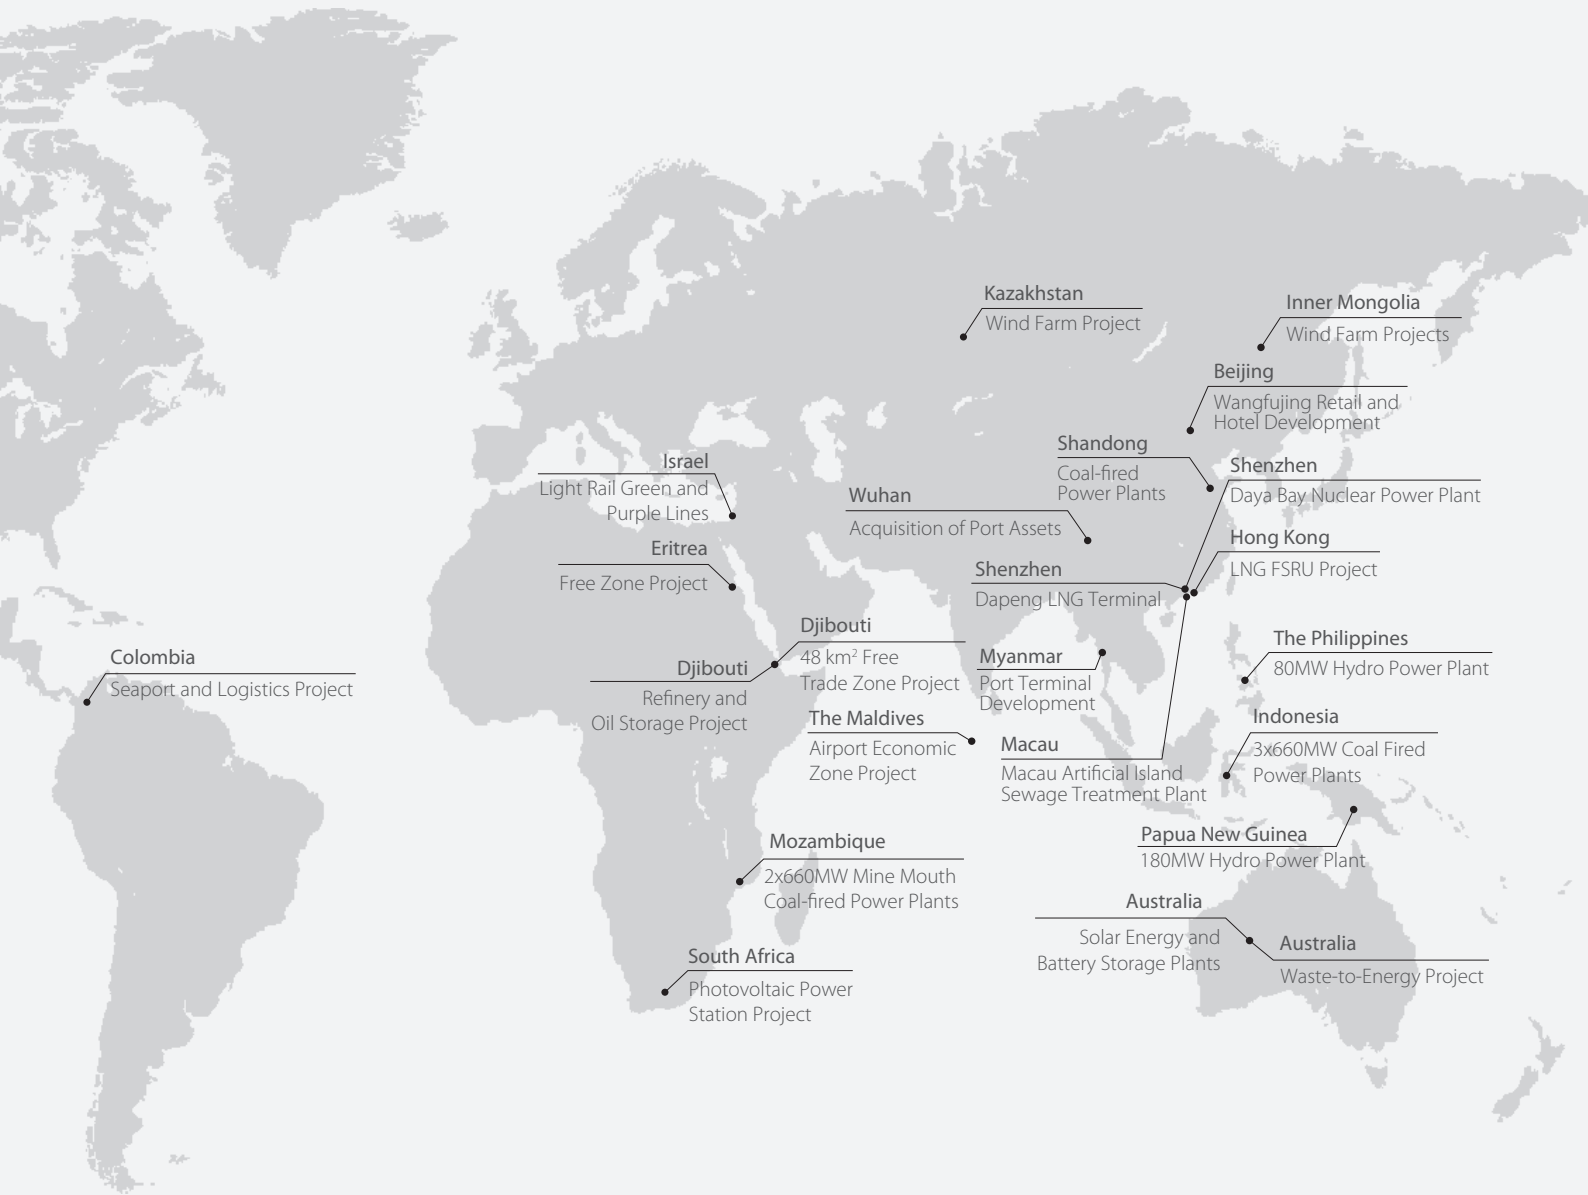 Kazakhstan
Wind Farm Project
Inner Mongolia
Wind Farm Projects
Beijing
Wangfujing Retail and
Hotel Development
Shandong
Coal-fired
Power Plants
Shenzhen
Daya Bay Nuclear Power Plant
Israel
Light Rail Green and
Purple Lines
Wuhan
Acquisition of Port Assets
Hong Kong
LNG FSRU Project
Eritrea
Free Zone Project
Shenzhen
Dapeng LNG Terminal
Djibouti
48 km² Free
Trade Zone Project
Djibouti
Refinery and
Oil Storage Project
Myanmar
Port Terminal
Development
The Philippines
80MW Hydro Power Plant
Colombia
Seaport and Logistics Project
The Maldives
Airport Economic
Zone Project
Macau
Macau Artificial Island
Sewage Treatment Plant
Indonesia
3x660MW Coal Fired
Power Plants
Papua New Guinea
180MW Hydro Power Plant
Mozambique
2x660MW Mine Mouth
Coal-fired Power Plants
Australia
Solar Energy and
Battery Storage Plants
Australia
Waste-to-Energy Project
South Africa
Photovoltaic Power
Station Project